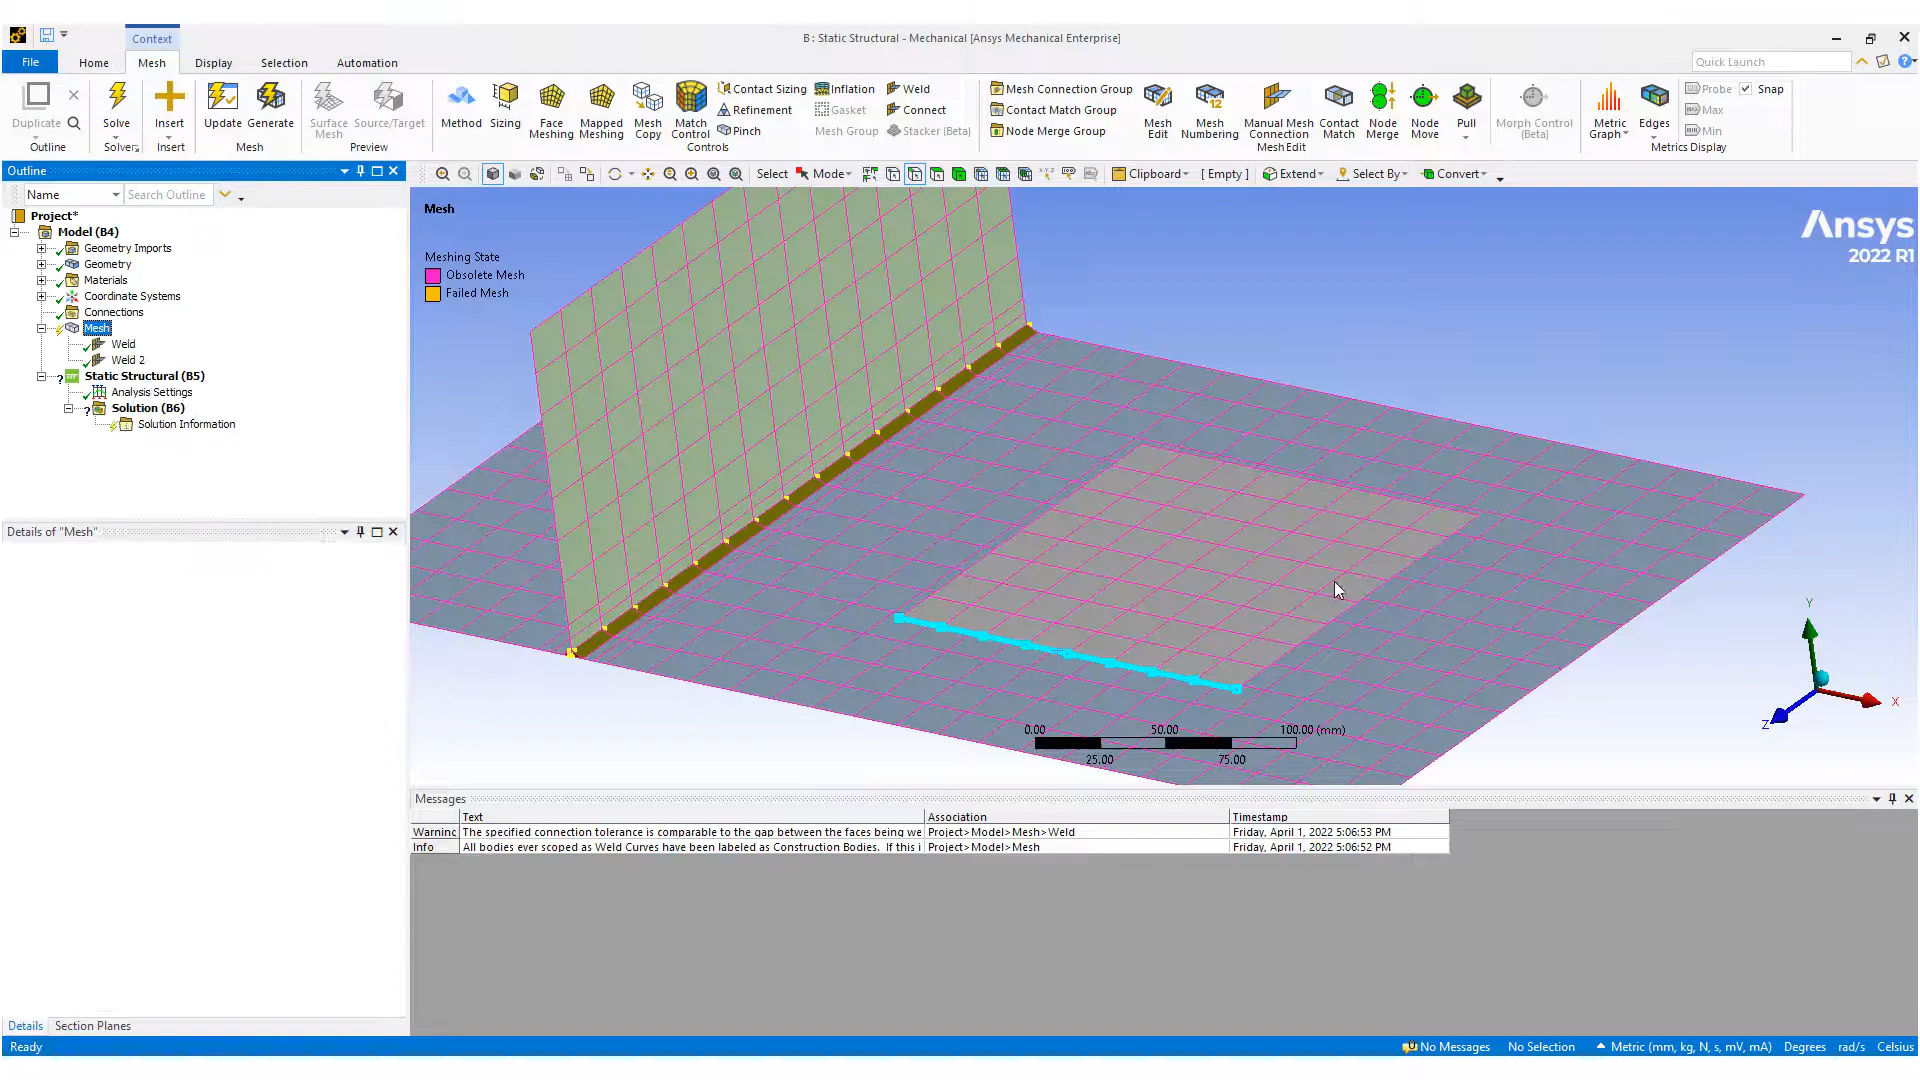 Context
B: Static Structural - Mechanical [Ansys Mechanical Enterprise]
File Home Mesh Display Selection Automation
Quick Launch
Duplicate
Outline
Solve
Solver
Insert
Insert
Update
Generate
Mesh
Surface Mesh
Source/Target
Preview
Method
Sizing
Face Meshing
Mapped Meshing
Mesh Copy
Match Control
Contact Sizing
Refinement
Pinch
Inflation
Gasket
Mesh Group
Weld
Connect
Stacker (Beta)
Controls
Mesh Connection Group
Contact Match Group
Node Merge Group
Mesh Edit
Mesh Numbering
Manual Mesh Connection
Contact Match
Node Merge
Node Move
Pull
Mesh Edit
Morph Control (Beta)
Metric Graph
Edges
Probe
Snap
Max
Min
Metrics Display
Outline
Name
Search Outline
Select Mode Clipboard [ Empty ] Extend Select By Convert
Project*
Model (B4)
Geometry Imports
Geometry
Materials
Coordinate Systems
Connections
Mesh
Weld
Weld 2
Static Structural (B5)
Analysis Settings
Solution (B6)
Solution Information
Details of "Mesh"
Details Section Planes
Mesh
Meshing State
Obsolete Mesh
Failed Mesh
Ansys
2022 R1
0.00 50.00 100.00 (mm)
25.00 75.00
Y
X
Z
Messages
Text Association Timestamp
Warninc The specified connection tolerance is comparable to the gap between the faces being we Project>Model>Mesh>Weld Friday, April 1, 2022 5:06:53 PM
Info All bodies ever scoped as Weld Curves have been labeled as Construction Bodies. If this i Project>Model>Mesh Friday, April 1, 2022 5:06:52 PM
Ready
No Messages No Selection Metric (mm, kg, N, s, mV, mA) Degrees rad/s Celsius